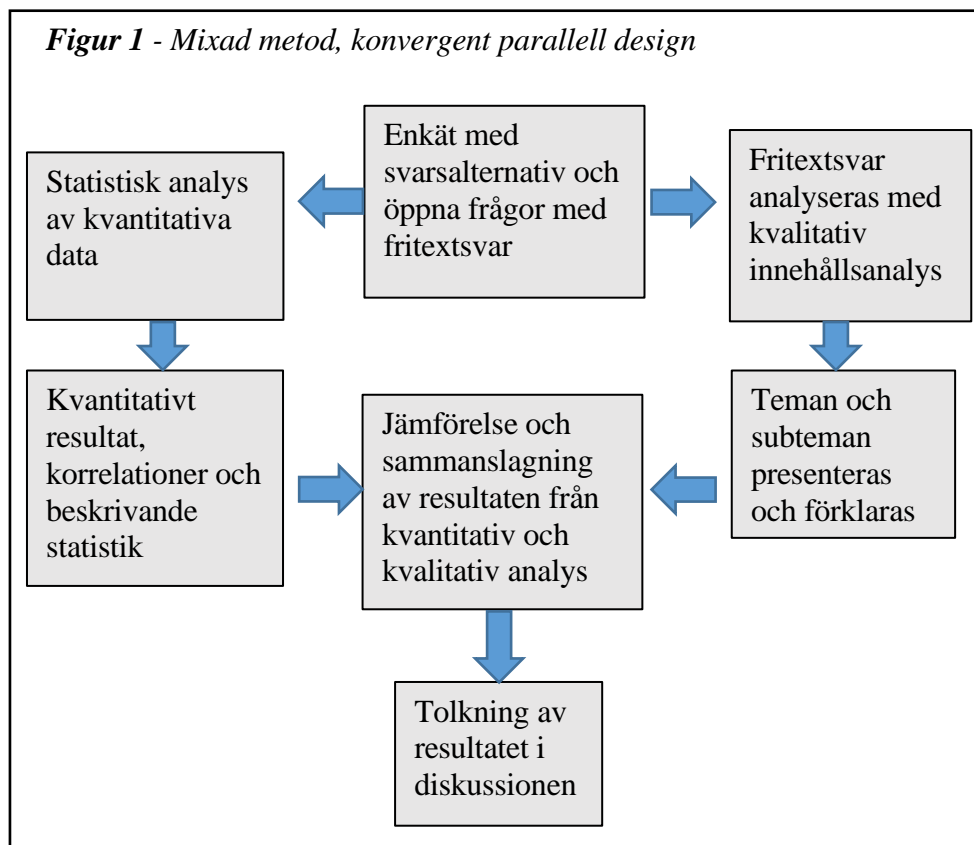 Figur 1 - Mixad metod, konvergent parallell design
Enkät med
svarsalternativ och
öppna frågor med
fritextsvar
Statistisk analys
av kvantitativa
data
Fritextsvar
analyseras med
kvalitativ
innehållsanalys
Kvantitativt
resultat,
korrelationer och
beskrivande
statistik
Jämförelse och
sammanslagning
av resultaten från
kvantitativ och
kvalitativ analys
Teman och
subteman
presenteras
och förklaras
Tolkning av
resultatet i
diskussionen